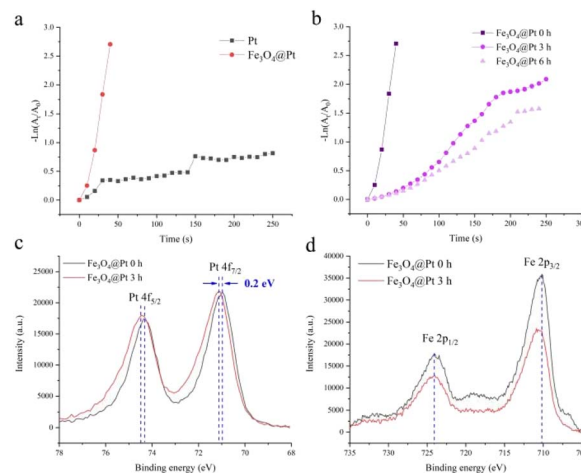 a
3.0
2.5
2.0
1.5
1.0
0.5
0.0
-Ln(At/A0)
0
50
100
150
200
250
Time (s)
Pt
Fe3O4@Pt
b
3.0
2.5
2.0
1.5
1.0
0.5
0.0
-Ln(At/A0)
0
50
100
150
200
250
Time (s)
Fe3O4@Pt 0 h
Fe3O4@Pt 3 h
Fe3O4@Pt 6 h
c
Fe3O4@Pt 0 h
Fe3O4@Pt 3 h
Pt 4f7/2
0.2 eV
Pt 4f5/2
25000
20000
15000
10000
5000
0
Intensity (a.u.)
78
76
74
72
70
68
Binding energy (eV)
d
Fe3O4@Pt 0 h
Fe3O4@Pt 3 h
Fe 2p3/2
Fe 2p1/2
40000
35000
30000
25000
20000
15000
10000
5000
0
Intensity (a.u.)
735
730
725
720
715
710
Binding energy (eV)